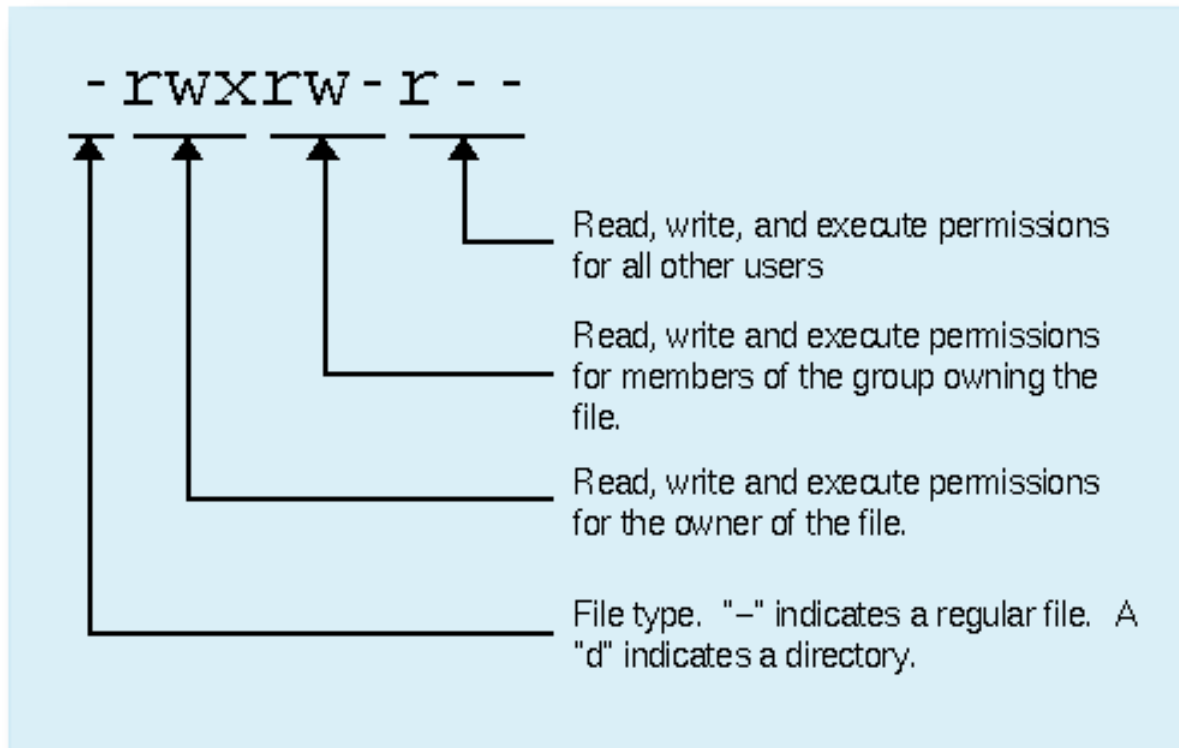 -rwxrw-r--
Read, write, and execute permissions
for all other users
Read, write and execute permissions
for members of the group owning the
file.
Read, write and execute permissions
for the owner of the file.
File type. "–" indicates a regular file. A
"d" indicates a directory.